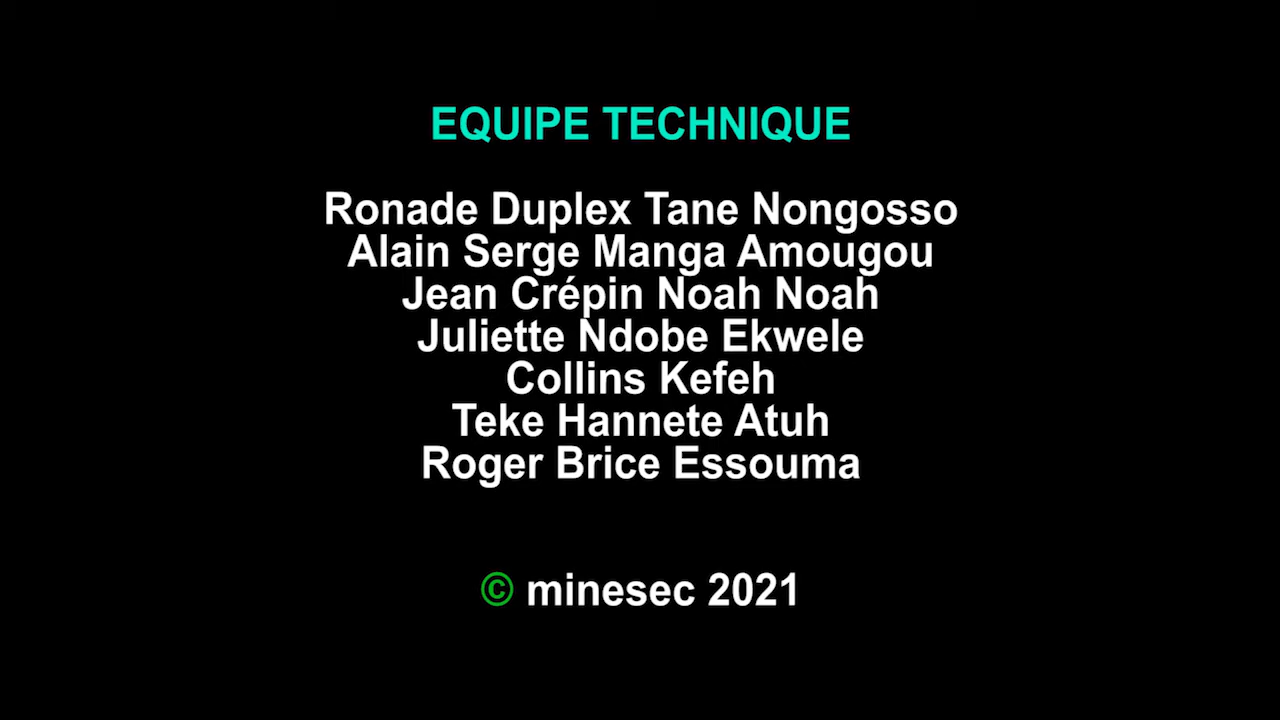 EQUIPE TECHNIQUE
Ronade Duplex Tane Nongosso
Alain Serge Manga Amougou
Jean Crépin Noah Noah
Juliette Ndobe Ekwele
Collins Kefeh
Teke Hannete Atuh
Roger Brice Essouma
© minesec 2021